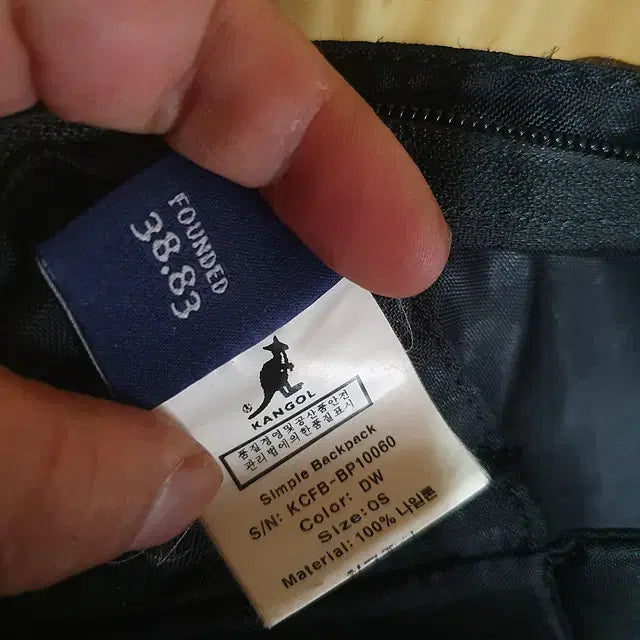 FOUNDED
38.83
®
KANGOL
품질경영및공산품안전
관리법에의한품질표시
Simple Backpack
S/N: KCFB-BP10060
Color: DW
Size:OS
Material: 100% 나일론